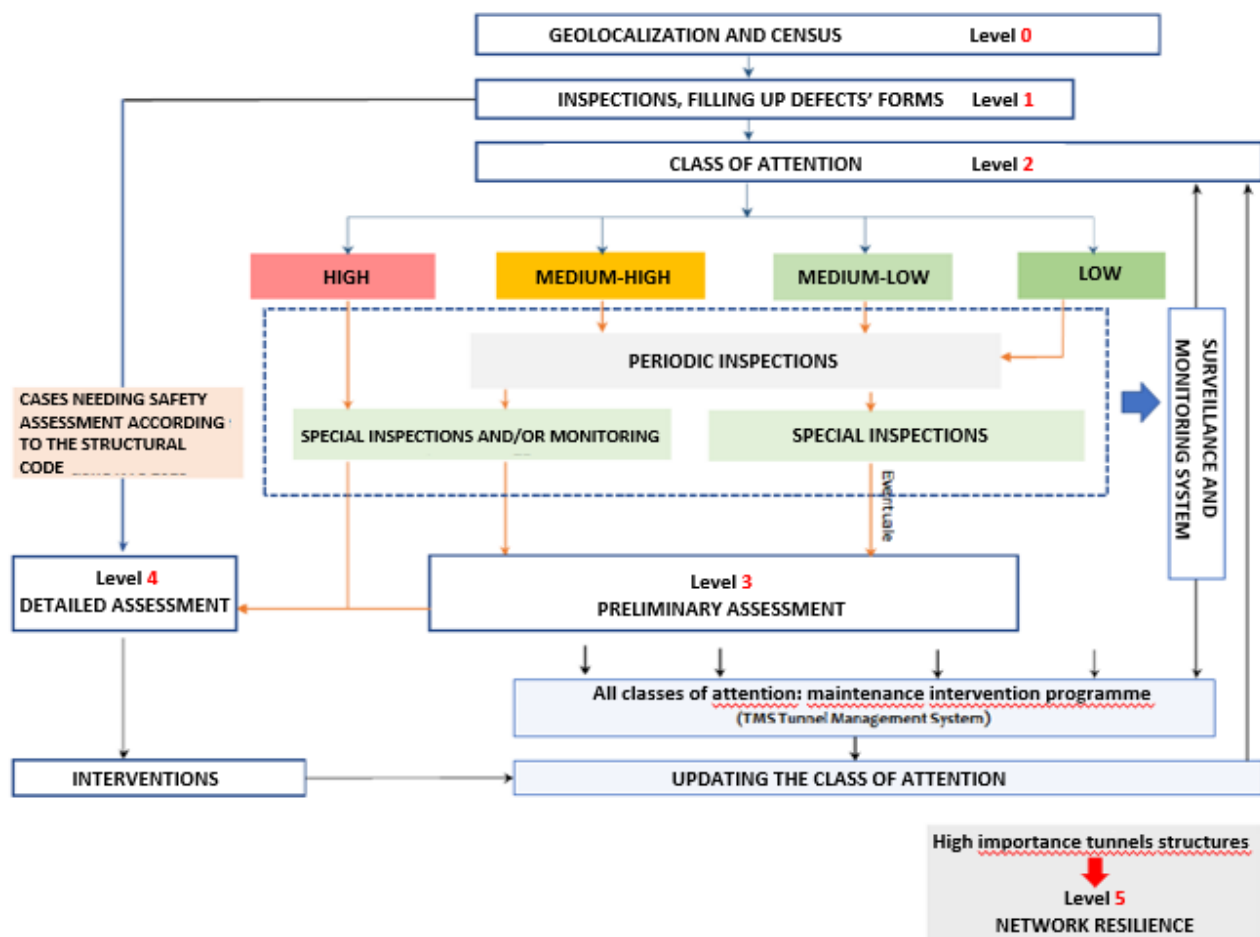 GEOLOCALIZATION AND CENSUS Level 0
INSPECTIONS, FILLING UP DEFECTS' FORMS Level 1
CLASS OF ATTENTION Level 2
HIGH
MEDIUM-HIGH
MEDIUM-LOW
LOW
PERIODIC INSPECTIONS
SPECIAL INSPECTIONS AND/OR MONITORING
SPECIAL INSPECTIONS
SURVEILLANCE AND
MONITORING SYSTEM
CASES NEEDING SAFETY
ASSESSMENT ACCORDING
TO THE STRUCTURAL
CODE
Eventuale
Level 4
DETAILED ASSESSMENT
Level 3
PRELIMINARY ASSESSMENT
All classes of attention: maintenance intervention programme
(TMS Tunnel Management System)
INTERVENTIONS
UPDATING THE CLASS OF ATTENTION
High importance tunnels structures
Level 5
NETWORK RESILIENCE